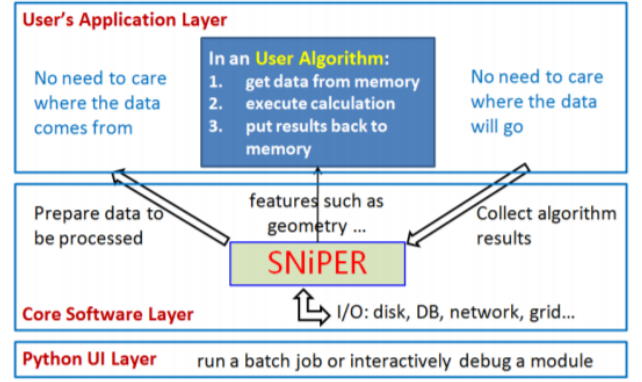 User's Application Layer
No need to care
where the data
comes from
In an User Algorithm:
1. get data from memory
2. execute calculation
3. put results back to
memory
No need to care
where the data
will go
Prepare data to
be processed
features such as
geometry ...
Collect algorithm
results
SNiPER
I/O: disk, DB, network, grid...
Core Software Layer
Python UI Layer run a batch job or interactively debug a module